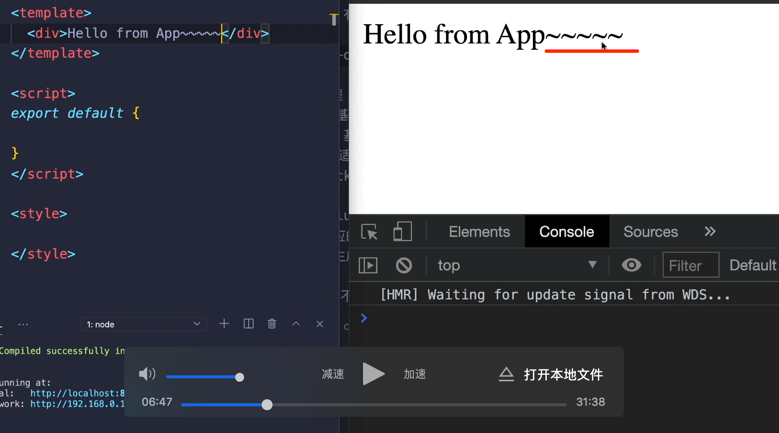 <template>
<div>Hello from App~~~~~</div>
</template>
<script>
export default {
}
</script>
<style>
</style>
Hello from App~~~~~
Elements Console Sources »
top ▼ Filter Default
[HMR] Waiting for update signal from WDS...
>
··· 1: node
Compiled successfully in
unning at:
al: http://localhost:8
work: http://192.168.0.1
减速 加速 打开本地文件
06:47 31:38